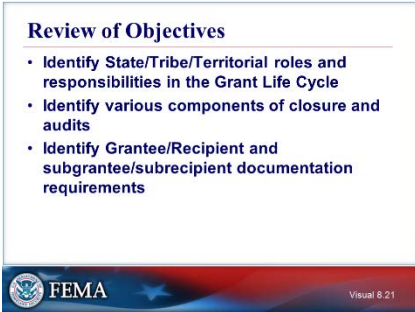 Review of Objectives
• Identify State/Tribe/Territorial roles and
responsibilities in the Grant Life Cycle
• Identify various components of closure and
audits
• Identify Grantee/Recipient and
subgrantee/subrecipient documentation
requirements
FEMA
Visual 8.21